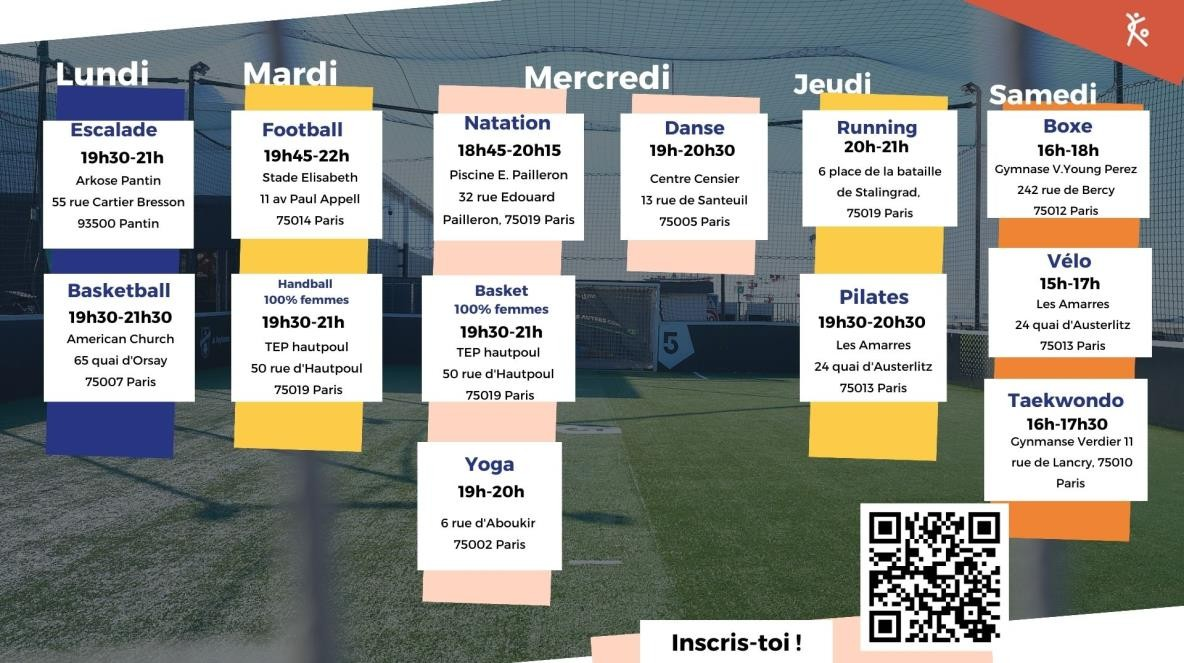 Lundi
Escalade
19h30-21h
Arkose Pantin
55 rue Cartier Bresson
93500 Pantin
Basketball
19h30-21h30
American Church
65 quai d'Orsay
75007 Paris
Mardi
Football
19h45-22h
Stade Elisabeth
11 av Paul Appell
75014 Paris
Handball
100% femmes
19h30-21h
TEP hautpoul
50 rue d'Hautpoul
75019 Paris
Mercredi
Natation
18h45-20h15
Piscine E. Pailleron
32 rue Edouard
Pailleron, 75019 Paris
Basket
100% femmes
19h30-21h
TEP hautpoul
50 rue d'Hautpoul
75019 Paris
Yoga
19h-20h
6 rue d'Aboukir
75002 Paris
Danse
19h-20h30
Centre Censier
13 rue de Santeuil
75005 Paris
Jeudi
Running
20h-21h
6 place de la bataille
de Stalingrad,
75019 Paris
Pilates
19h30-20h30
Les Amarres
24 quai d'Austerlitz
75013 Paris
Samedi
Boxe
16h-18h
Gymnase V.Young Perez
242 rue de Bercy
75012 Paris
Vélo
15h-17h
Les Amarres
24 quai d'Austerlitz
75013 Paris
Taekwondo
16h-17h30
Gynmanse Verdier 11
rue de Lancry, 75010
Paris
5
Inscris-toi !